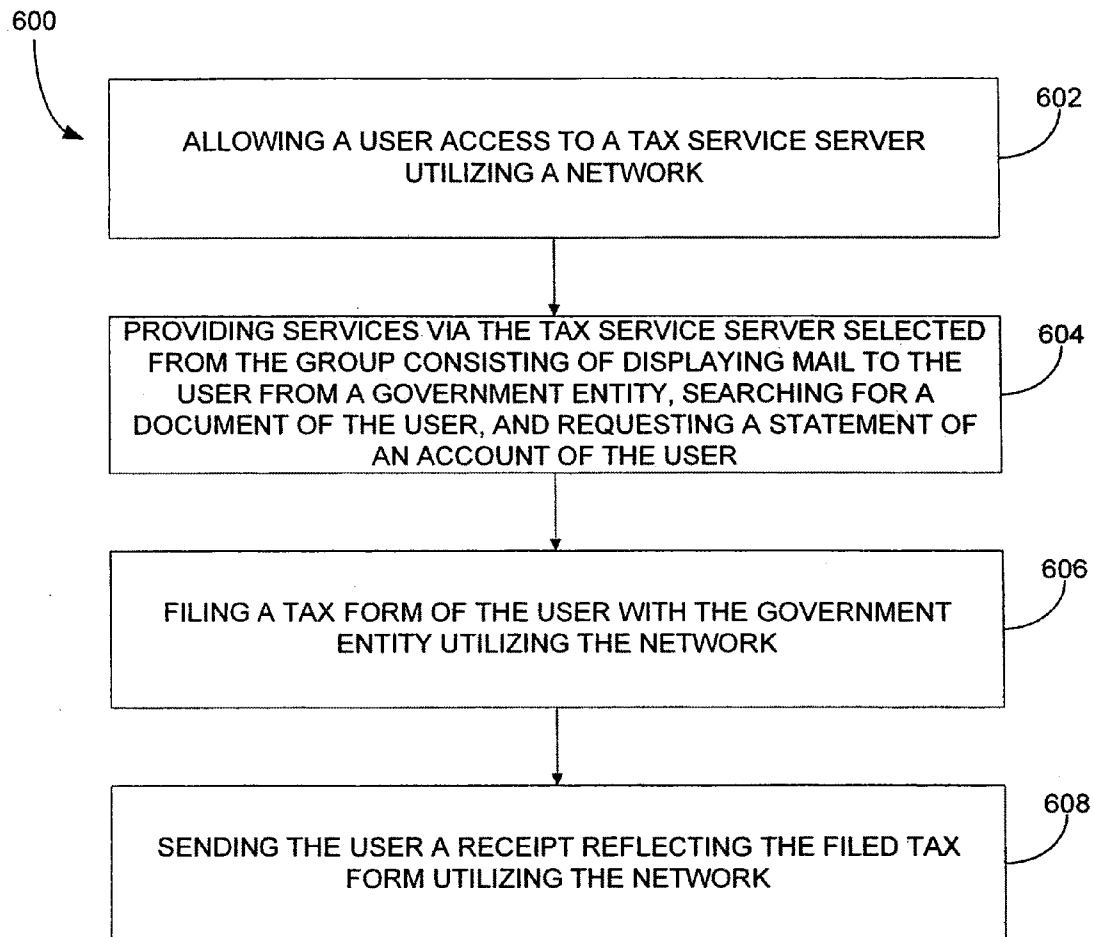 600
602
ALLOWING A USER ACCESS TO A TAX SERVICE SERVER
UTILIZING A NETWORK
604
PROVIDING SERVICES VIA THE TAX SERVICE SERVER SELECTED
FROM THE GROUP CONSISTING OF DISPLAYING MAIL TO THE
USER FROM A GOVERNMENT ENTITY, SEARCHING FOR A
DOCUMENT OF THE USER, AND REQUESTING A STATEMENT OF
AN ACCOUNT OF THE USER
606
FILING A TAX FORM OF THE USER WITH THE GOVERNMENT
ENTITY UTILIZING THE NETWORK
608
SENDING THE USER A RECEIPT REFLECTING THE FILED TAX
FORM UTILIZING THE NETWORK